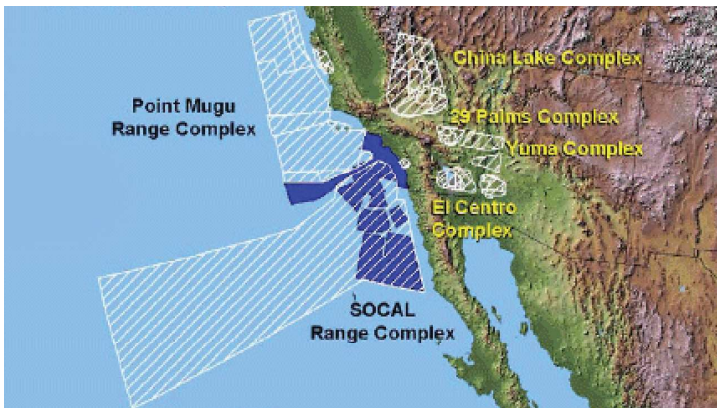 China Lake Complex
Point Mugu
Range Complex
29 Palms Complex
Yuma Complex
El Centro
Complex
SOCAL
Range Complex